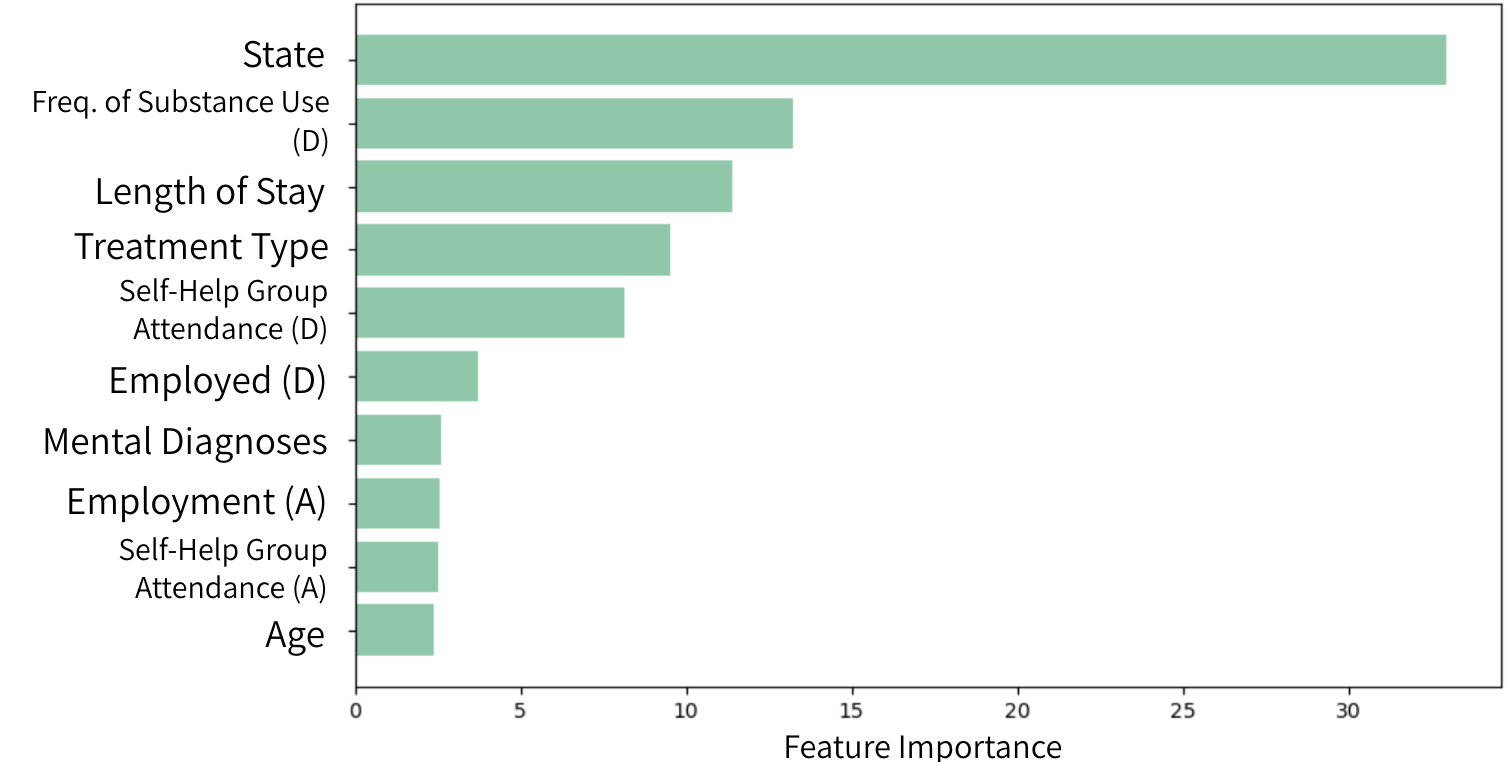 State
Freq. of Substance Use
(D)
Length of Stay
Treatment Type
Self-Help Group
Attendance (D)
Employed (D)
Mental Diagnoses
Employment (A)
Self-Help Group
Attendance (A)
Age
0 5 10 15 20 25 30
Feature Importance